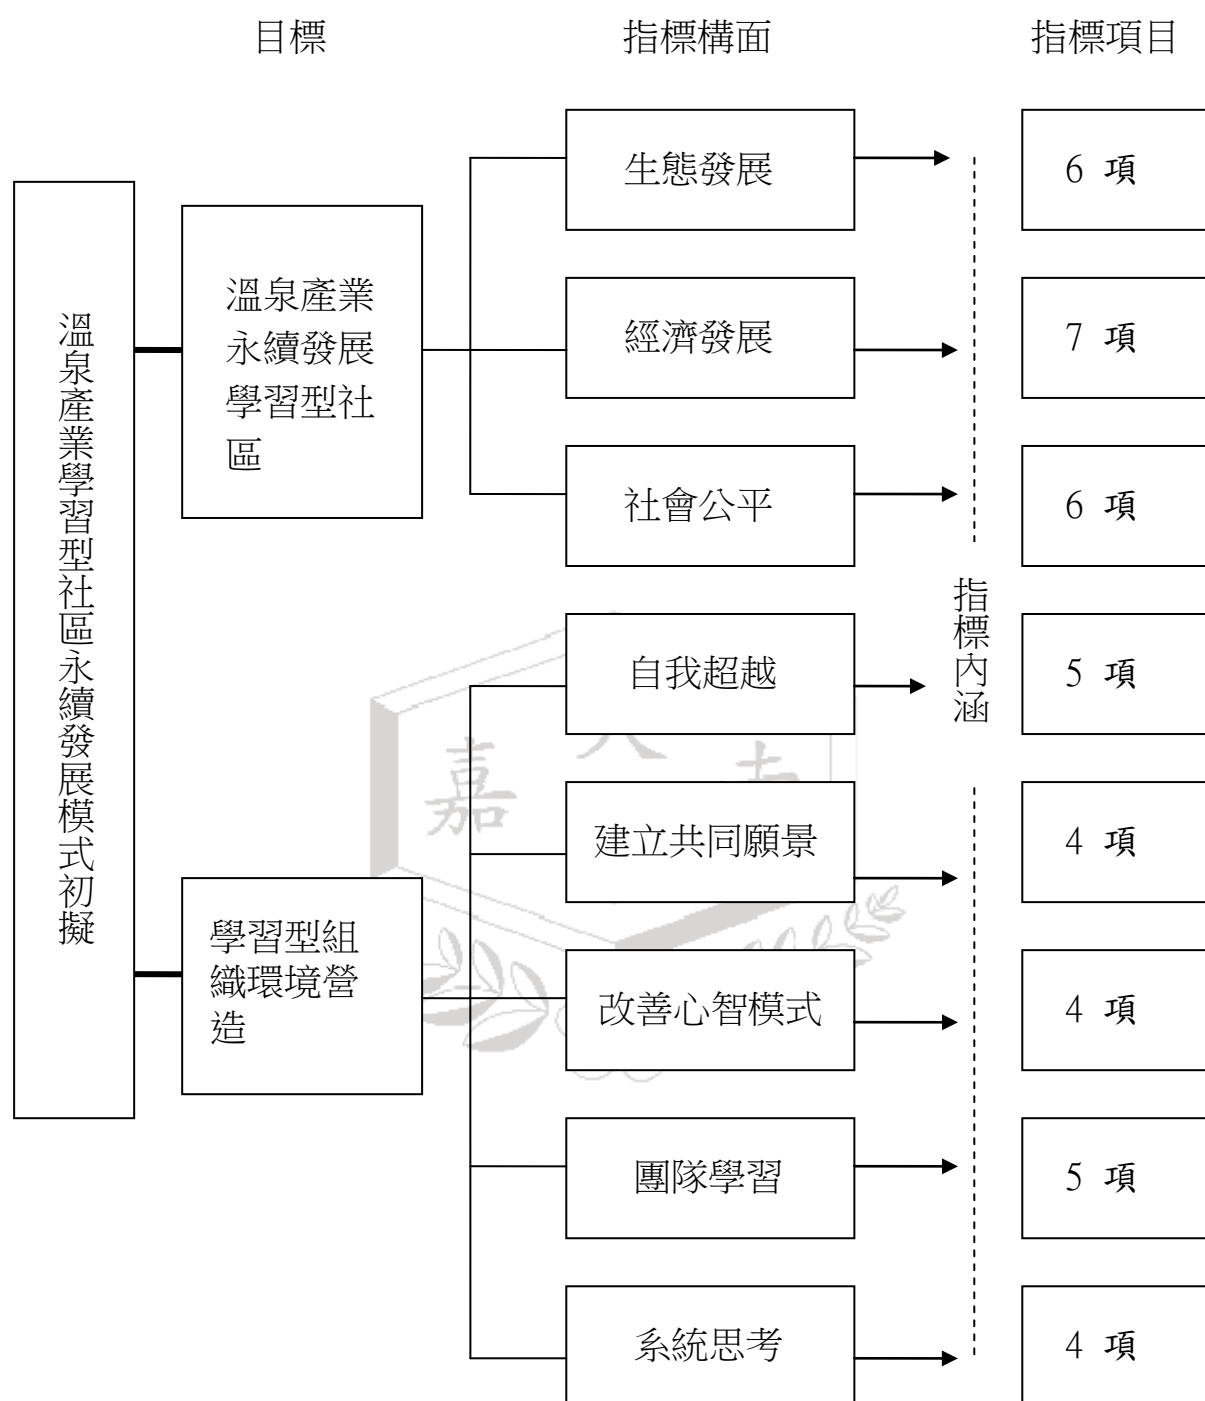 目標 指標構面 指標項目
溫泉產業學習型社區永續發展模式初擬
溫泉產業
永續發展
學習型社
區
生態發展
6 項
經濟發展
7 項
社會公平
6 項
指標內涵
學習型組
織環境營
造
自我超越
5 項
建立共同願景
4 項
改善心智模式
4 項
團隊學習
5 項
系統思考
4 項
嘉
大